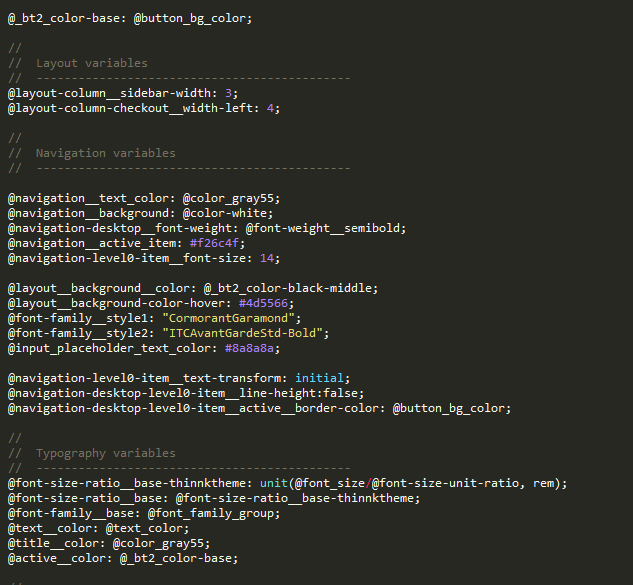 @_bt2_color-base: @button_bg_color;
//
//  Layout variables
//  ---------------------------------------------
@layout-column__sidebar-width: 3;
@layout-column-checkout__width-left: 4;
//
//  Navigation variables
//  ---------------------------------------------
@navigation__text_color: @color_gray55;
@navigation__background: @color-white;
@navigation-desktop__font-weight: @font-weight__semibold;
@navigation__active_item: #f26c4f;
@navigation-level0-item__font-size: 14;
@layout__background__color: @_bt2_color-black-middle;
@layout__background-color-hover: #4d5566;
@font-family__style1: "CormorantGaramond";
@font-family__style2: "ITCAvantGardeStd-Bold";
@input_placeholder_text_color: #8a8a8a;
@navigation-level0-item__text-transform: initial;
@navigation-desktop-level0-item__line-height:false;
@navigation-desktop-level0-item__active__border-color: @button_bg_color;
//
//  Typography variables
//  ---------------------------------------------
@font-size-ratio__base-thinnktheme: unit(@font_size/@font-size-unit-ratio, rem);
@font-size-ratio__base: @font-size-ratio__base-thinnktheme;
@font-family__base: @font_family_group;
@text__color: @text_color;
@title__color: @color_gray55;
@active__color: @_bt2_color-base;
//